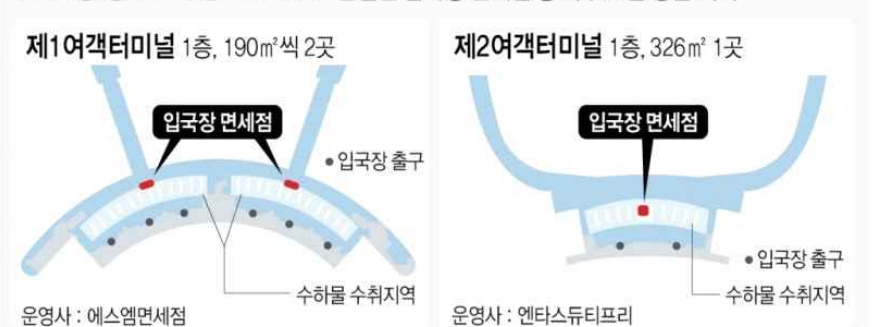 제1여객터미널 1층, 190㎡씩 2곳
입국장 면세점
• 입국장 출구
수하물 수취지역
운영사 : 에스엠면세점
제2여객터미널 1층, 326㎡ 1곳
입국장 면세점
• 입국장 출구
수하물 수취지역
운영사 : 엔타스듀티프리